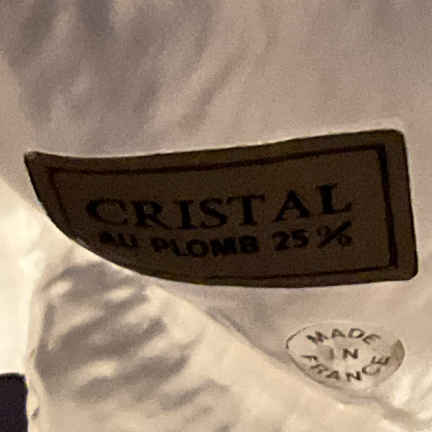 CRISTAL
AU PLOMB 25%
MADE
IN
FRANCE